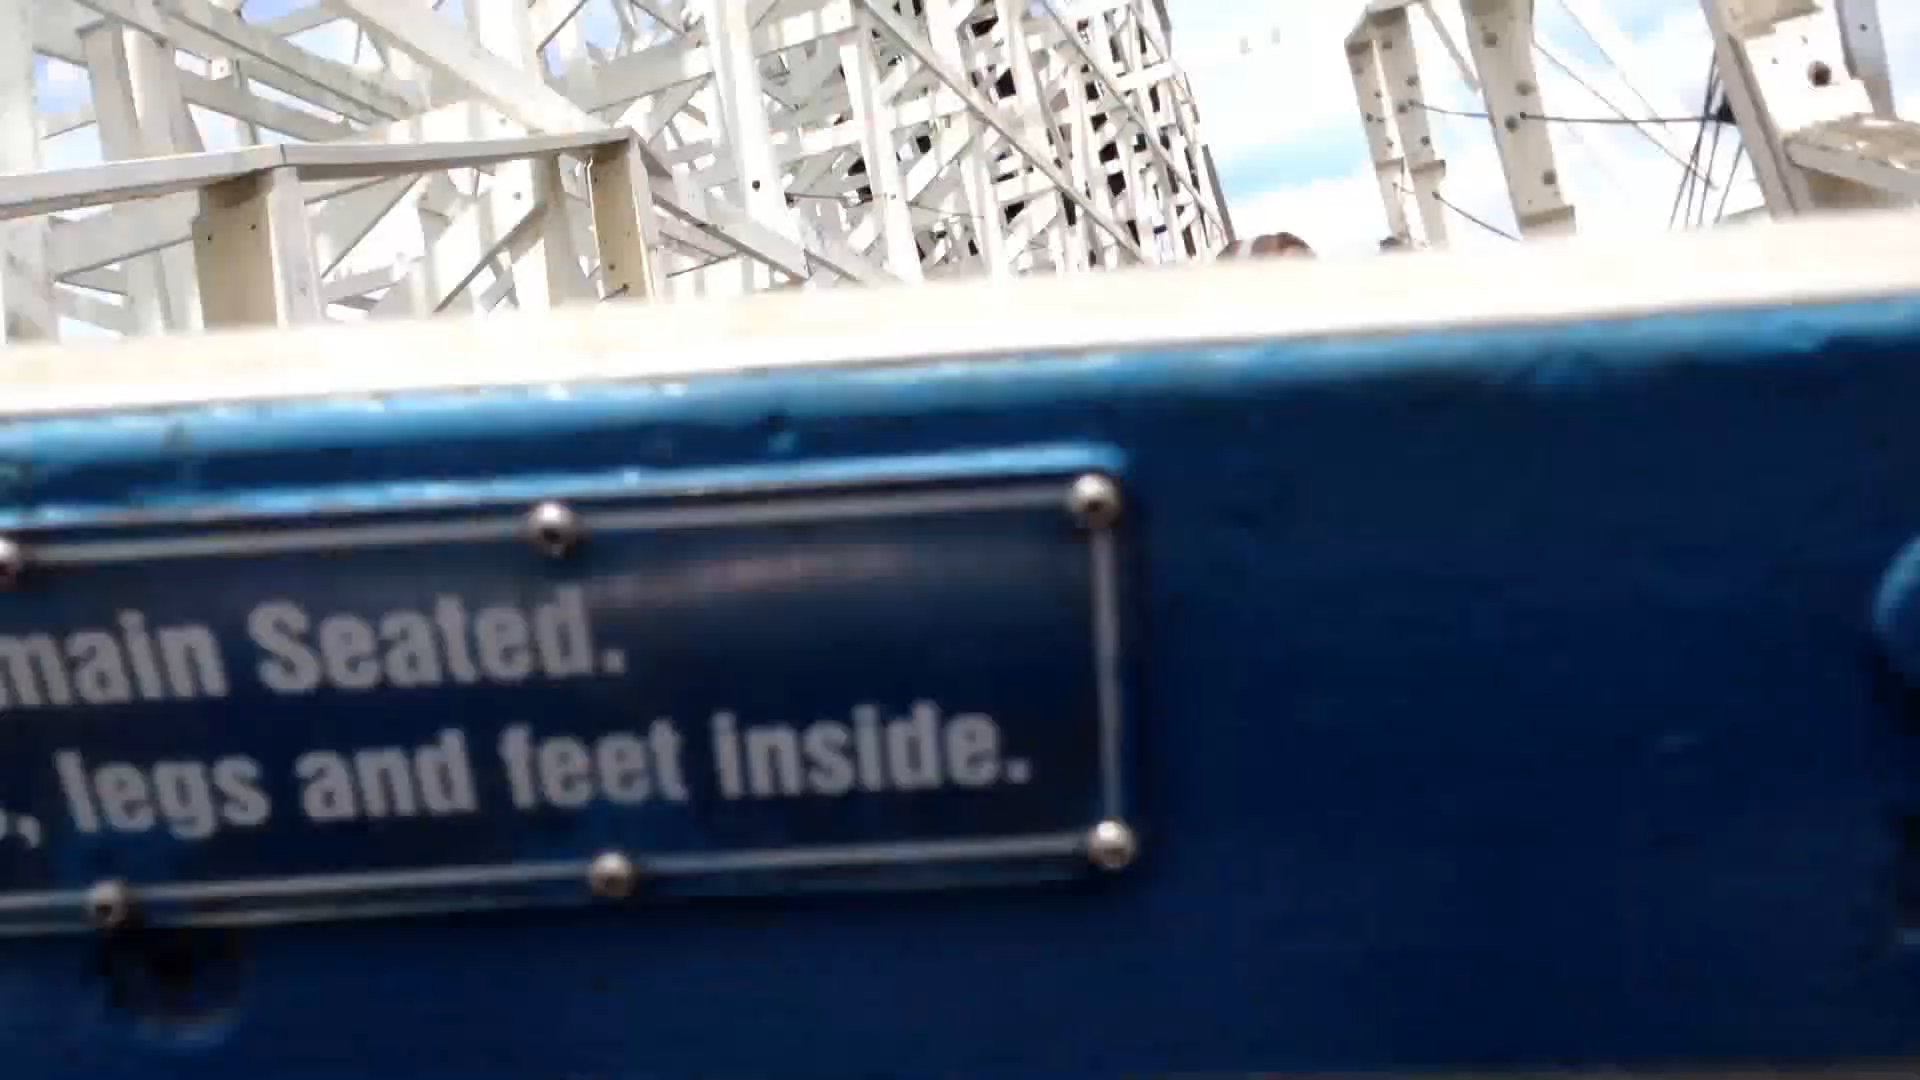 main Seated.
, legs and feet inside.